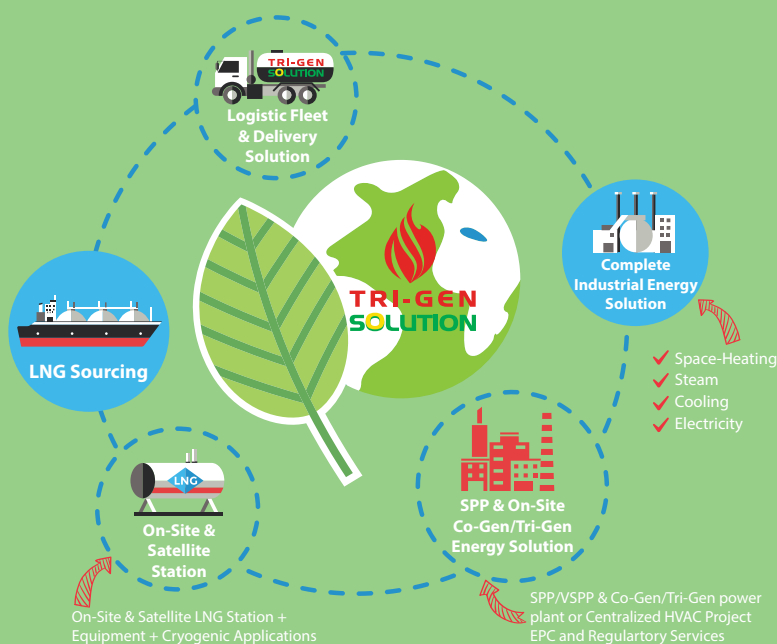 TRI-GEN
SOLUTION
Logistic Fleet
& Delivery
Solution
Complete
Industrial Energy
Solution
TRI-GEN
SOLUTION
LNG Sourcing
Space-Heating
Steam
Cooling
Electricity
LNG
On-Site &
Satellite
Station
SPP & On-Site
Co-Gen/Tri-Gen
Energy Solution
On-Site & Satellite LNG Station +
Equipment + Cryogenic Applications
SPP/VSPP & Co-Gen/Tri-Gen power
plant or Centralized HVAC Project
EPC and Regulartory Services